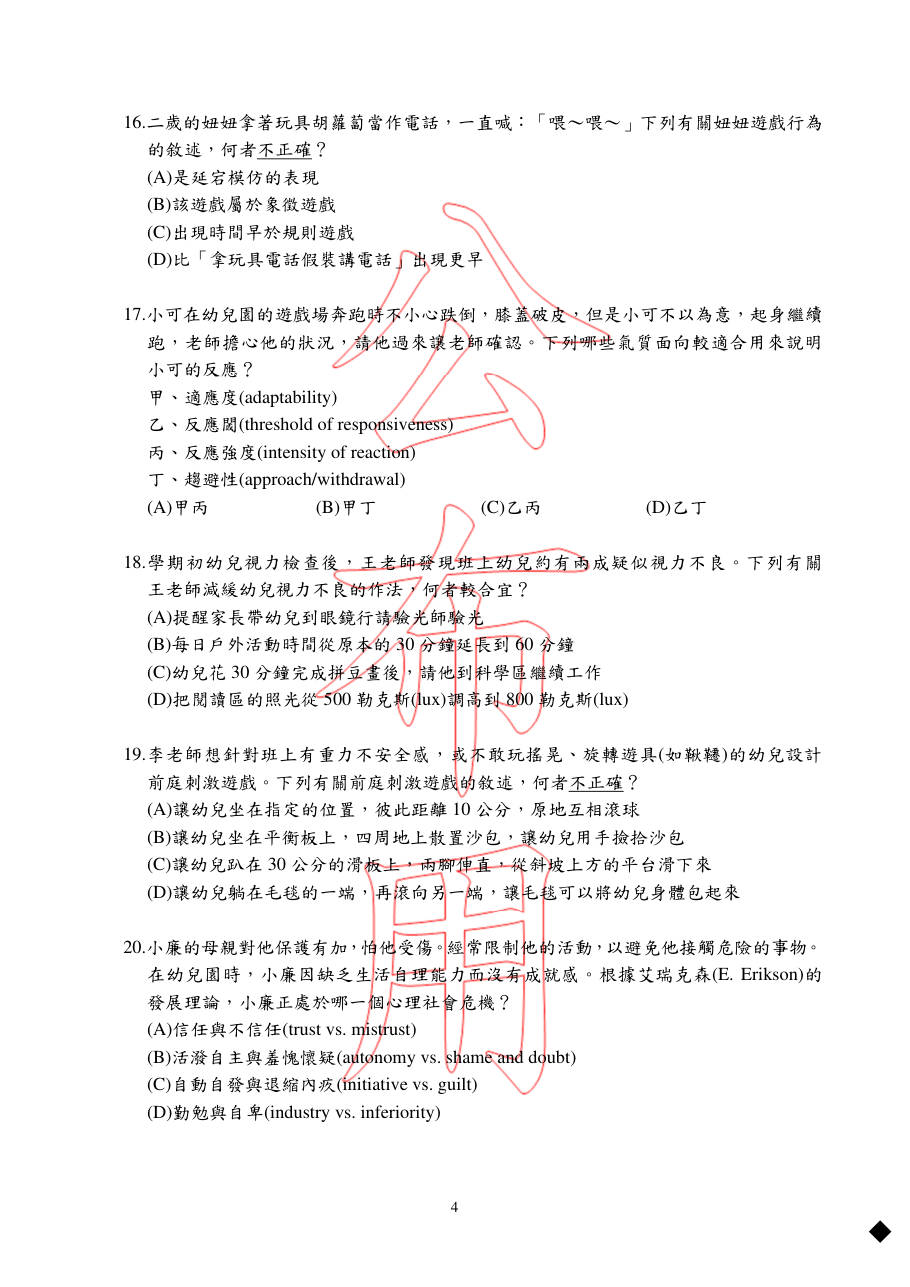 16.二歲的妞妞拿著玩具胡蘿蔔當作電話，一直喊：「喂～喂～」下列有關妞妞遊戲行為
的敘述，何者不正確？
(A)是延宕模仿的表現
(B)該遊戲屬於象徵遊戲
(C)出現時間早於規則遊戲
(D)比「拿玩具電話假裝講電話」出現更早
17.小可在幼兒園的遊戲場奔跑時不小心跌倒，膝蓋破皮，但是小可不以為意，起身繼續
跑，老師擔心他的狀況，請他過來讓老師確認。下列哪些氣質面向較適合用來說明
小可的反應？
甲、適應度(adaptability)
乙、反應閾(threshold of responsiveness)
丙、反應強度(intensity of reaction)
丁、趨避性(approach/withdrawal)
(A)甲丙 (B)甲丁 (C)乙丙 (D)乙丁
18.學期初幼兒視力檢查後，王老師發現班上幼兒約有兩成疑似視力不良。下列有關
王老師減緩幼兒視力不良的作法，何者較合宜？
(A)提醒家長帶幼兒到眼鏡行請驗光師驗光
(B)每日戶外活動時間從原本的 30 分鐘延長到 60 分鐘
(C)幼兒花 30 分鐘完成拼豆畫後，請他到科學區繼續工作
(D)把閱讀區的照光從 500 勒克斯(lux)調高到 800 勒克斯(lux)
19.李老師想針對班上有重力不安全感，或不敢玩搖晃、旋轉遊具(如鞦韆)的幼兒設計
前庭刺激遊戲。下列有關前庭刺激遊戲的敘述，何者不正確？
(A)讓幼兒坐在指定的位置，彼此距離 10 公分，原地互相滾球
(B)讓幼兒坐在平衡板上，四周地上散置沙包，讓幼兒用手撿拾沙包
(C)讓幼兒趴在 30 公分的滑板上，兩腳伸直，從斜坡上方的平台滑下來
(D)讓幼兒躺在毛毯的一端，再滾向另一端，讓毛毯可以將幼兒身體包起來
20.小廉的母親對他保護有加，怕他受傷。經常限制他的活動，以避免他接觸危險的事物。
在幼兒園時，小廉因缺乏生活自理能力而沒有成就感。根據艾瑞克森(E. Erikson)的
發展理論，小廉正處於哪一個心理社會危機？
(A)信任與不信任(trust vs. mistrust)
(B)活潑自主與羞愧懷疑(autonomy vs. shame and doubt)
(C)自動自發與退縮內疚(initiative vs. guilt)
(D)勤勉與自卑(industry vs. inferiority)
公布用
4